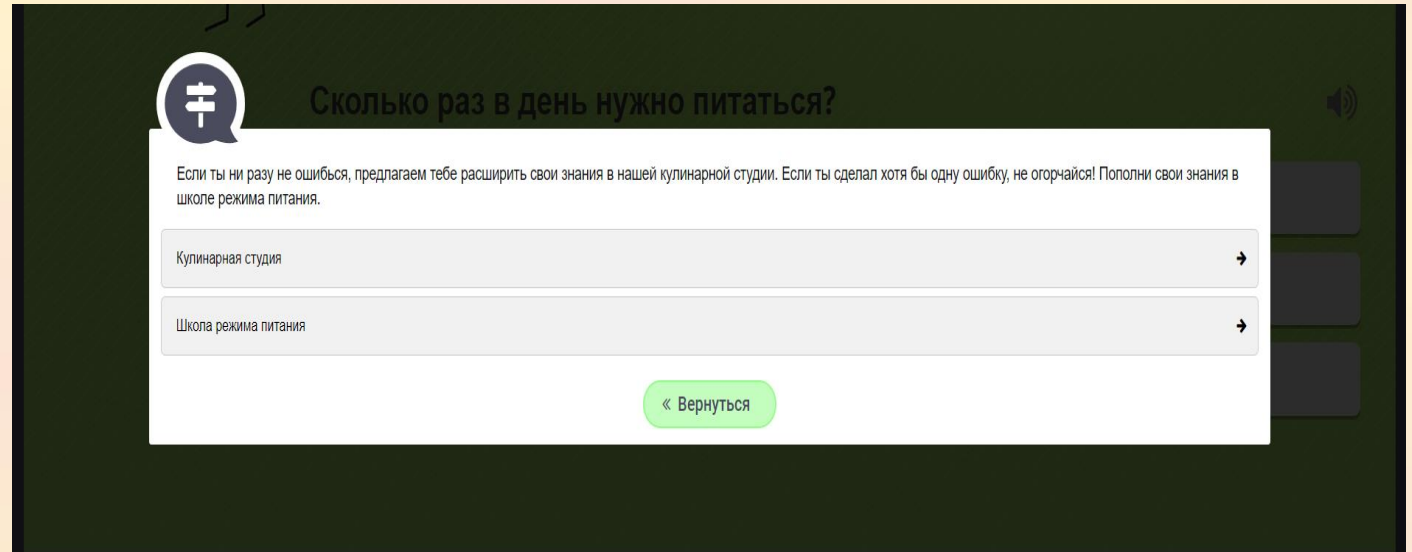 Сколько раз в день нужно питаться?
Если ты ни разу не ошибься, предлагаем тебе расширить свои знания в нашей кулинарной студии. Если ты сделал хотя бы одну ошибку, не огорчайся! Пополни свои знания в
школе режима питания.
Кулинарная студия
Школа режима питания
« Вернуться